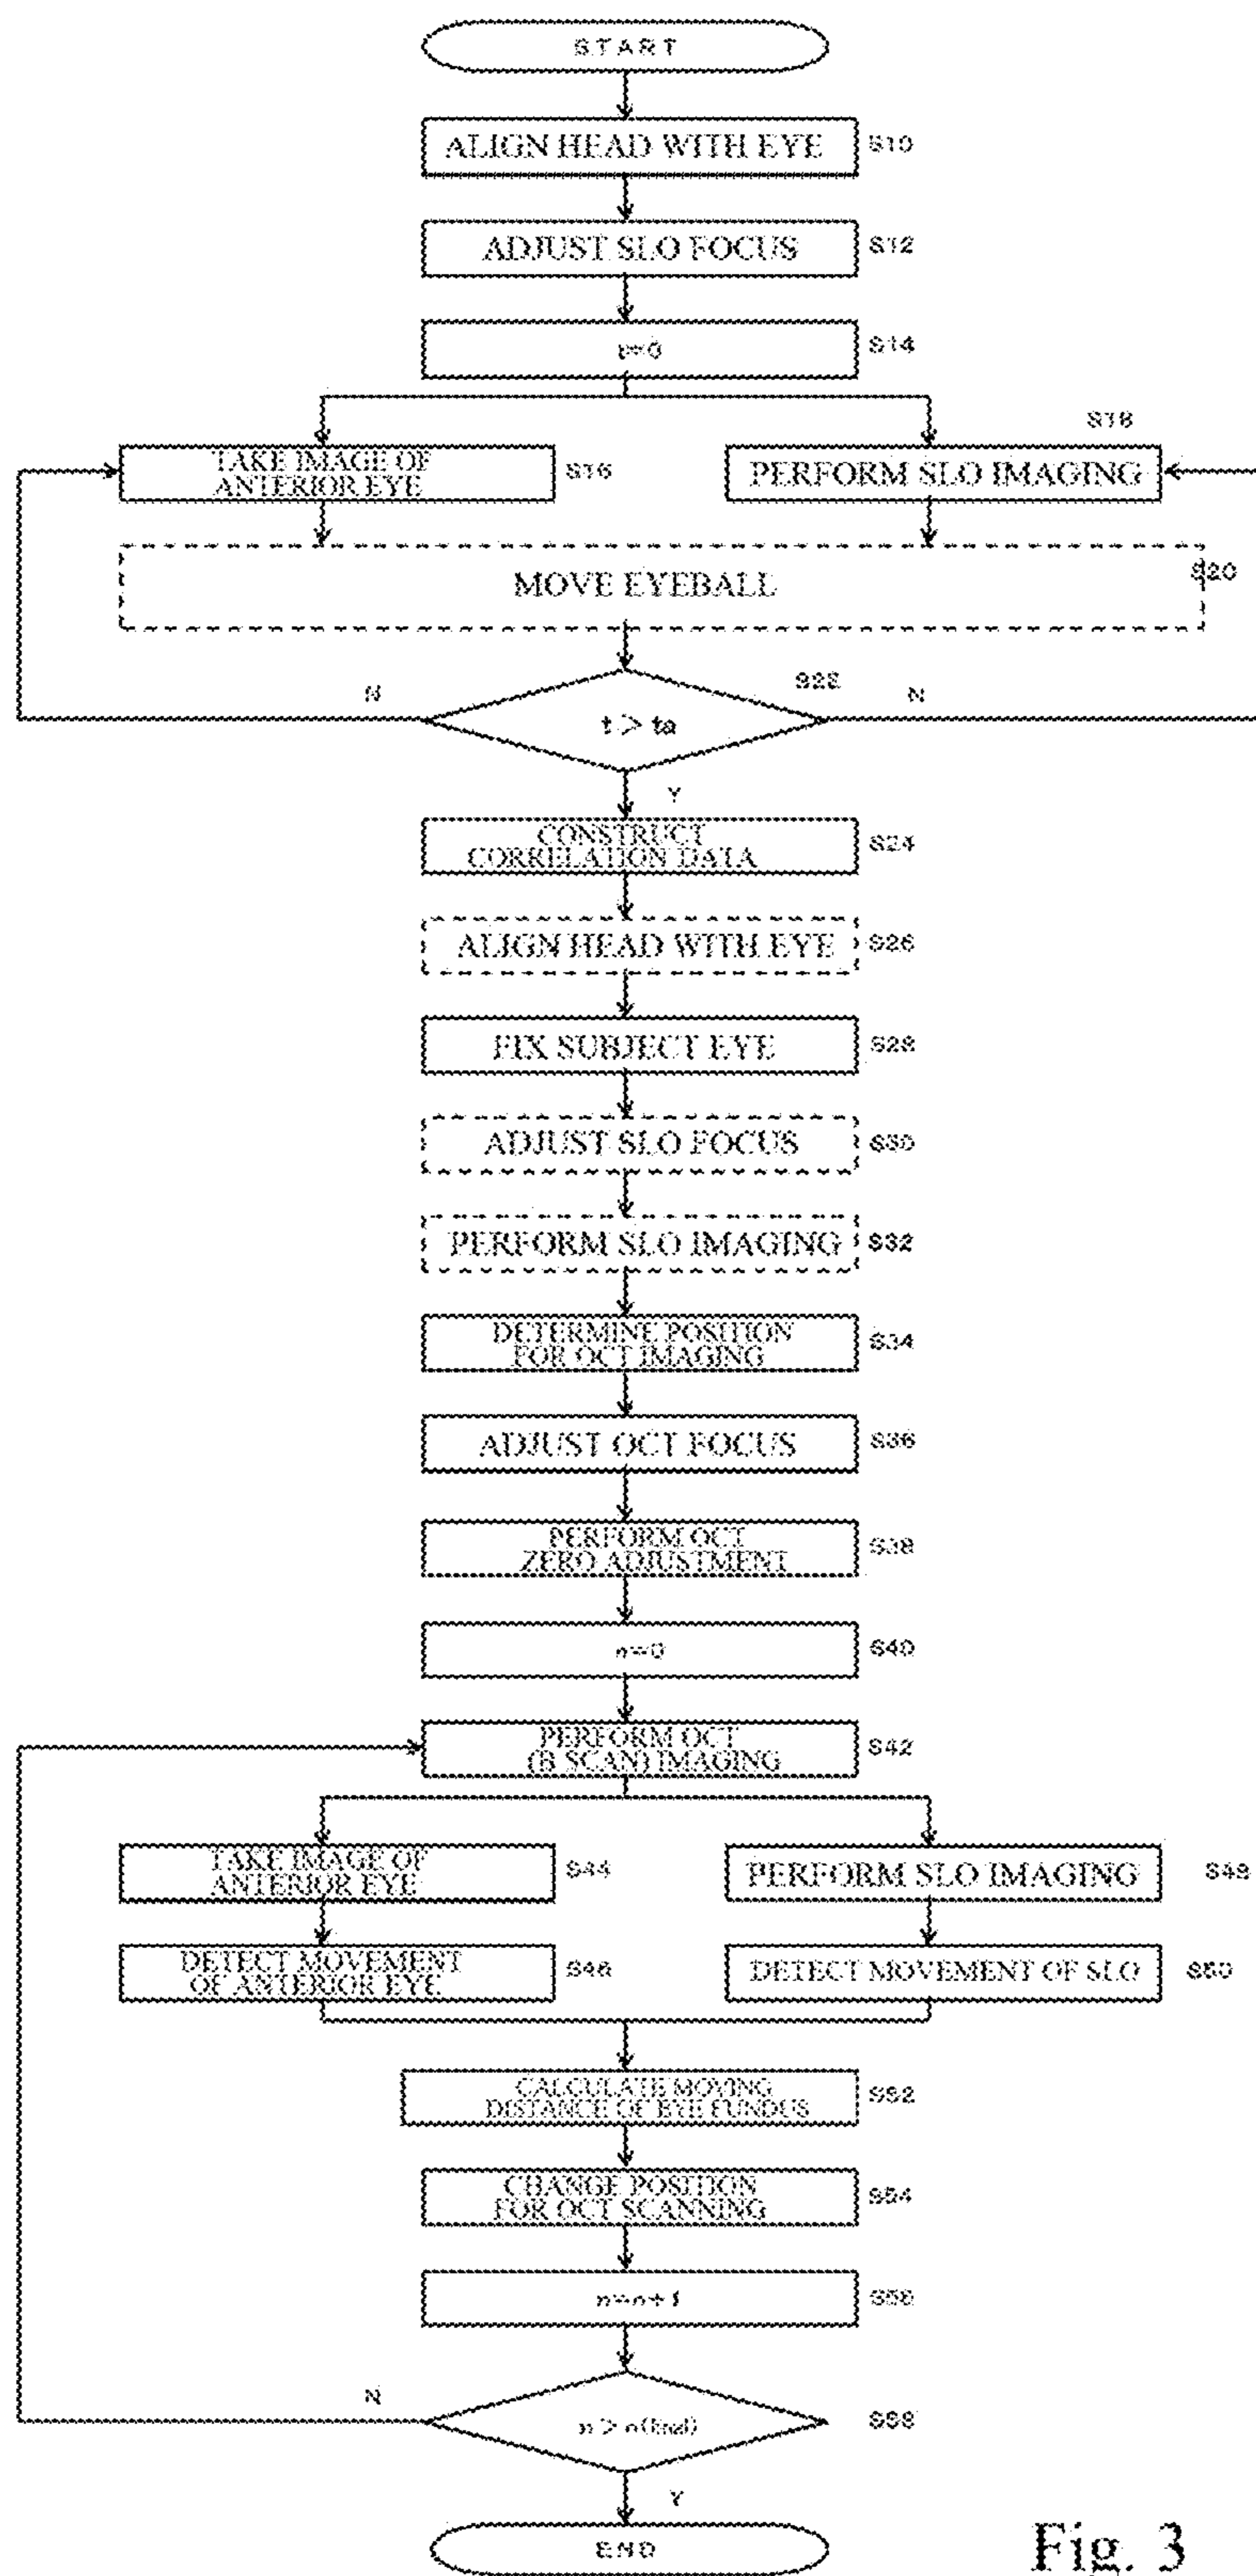 START
ALIGN HEAD WITH EYE
S10
ADJUST SLO FOCUS
S12
t=0
S14
S18
TAKE IMAGE OF
ANTERIOR EYE
S16
PERFORM SLO IMAGING
MOVE EYEBALL
S20
N
S22
N
t > ta
Y
CONSTRUCT
CORRELATION DATA
S24
ALIGN HEAD WITH EYE
S26
FIX SUBJECT EYE
S28
ADJUST SLO FOCUS
S30
PERFORM SLO IMAGING
S32
DETERMINE POSITION
FOR OCT IMAGING
S34
ADJUST OCT FOCUS
S36
PERFORM OCT
ZERO ADJUSTMENT
S38
n=0
S40
PERFORM OCT
(B SCAN) IMAGING
S42
TAKE IMAGE OF
ANTERIOR EYE
S44
PERFORM SLO IMAGING
S48
DETECT MOVEMENT
OF ANTERIOR EYE
S46
DETECT MOVEMENT OF SLO
S50
CALCULATE MOVING
DISTANCE OF EYE FUNDUS
S52
CHANGE POSITION
FOR OCT SCANNING
S54
n=n+1
S56
N
n > n(final)
S58
Y
END
Fig. 3